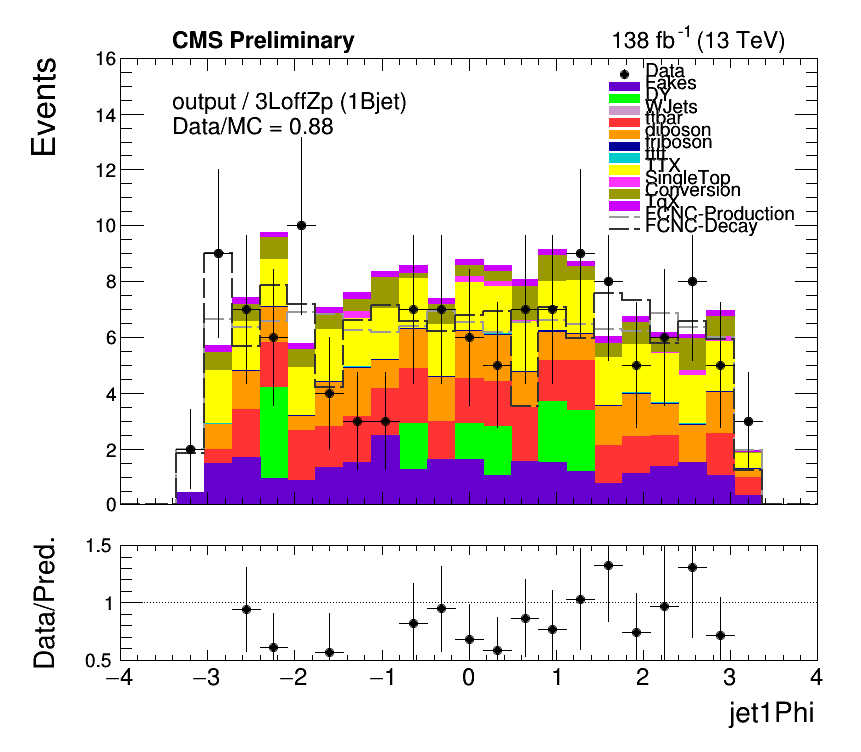 CMS Preliminary 138 fb-1 (13 TeV)
Events
output / 3LoffZp (1Bjet)
Data/MC = 0.88
Data
Fakes
DY
WJets
ttbar
diboson
triboson
tttt
TTX
SingleTop
Conversion
TqX
FCNC-Production
FCNC-Decay
16
14
12
10
8
6
4
2
0
Data/Pred.
1.5
1
0.5
−4 −3 −2 −1 0 1 2 3 4
jet1Phi